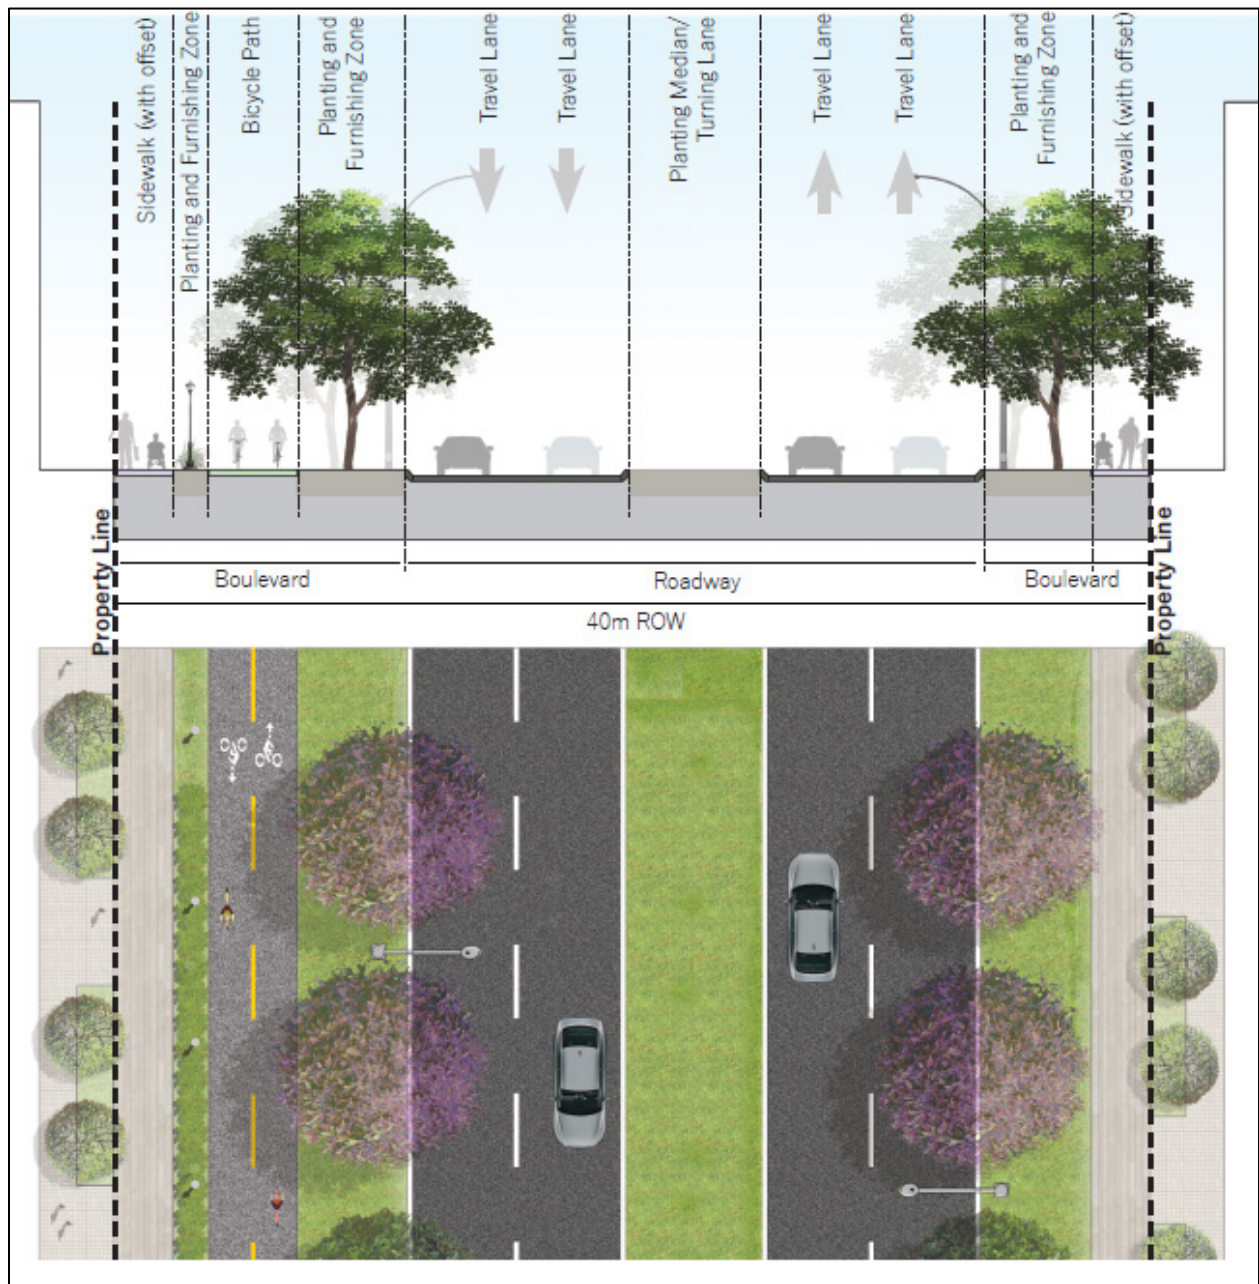 Sidewalk (with offset)
Planting and Furnishing Zone
Bicycle Path
Planting and
Furnishing Zone
Travel Lane
Travel Lane
Planting Median/
Turning Lane
Travel Lane
Travel Lane
Planting and
Furnishing Zone
Sidewalk (with offset)
Property Line
Boulevard
Roadway
Boulevard
Property Line
40m ROW